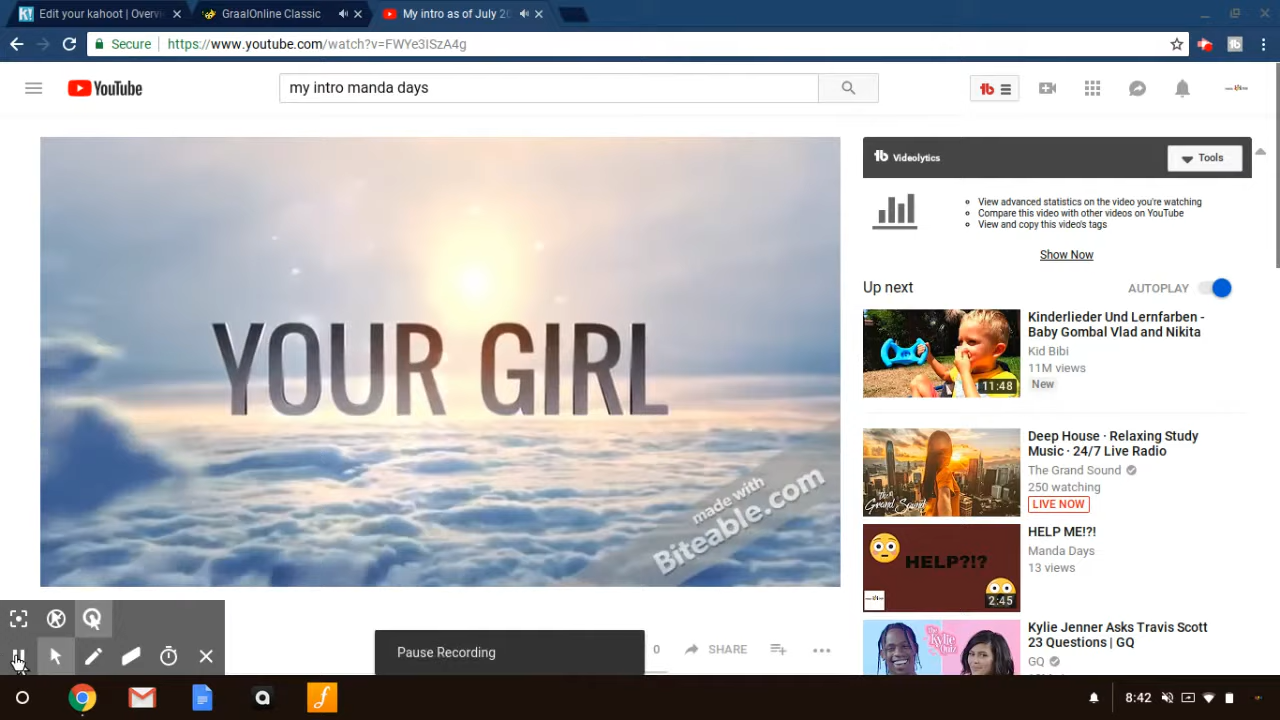 Edit your kahoot | Overvi
GraalOnline Classic
My intro as of July 20
Secure
https://www.youtube.com/watch?v=FWYe3ISzA4g
YouTube
my intro manda days
YOUR GIRL
made with
Biteable.com
Videolytics
Tools
View advanced statistics on the video you're watching
Compare this video with other videos on YouTube
View and copy this video's tags
Show Now
Up next
AUTOPLAY
11:48
Kinderlieder Und Lernfarben -
Baby Gombal Vlad and Nikita
Kid Bibi
11M views
New
The Grand Sound
Deep House · Relaxing Study
Music · 24/7 Live Radio
The Grand Sound
250 watching
LIVE NOW
HELP?!?
2:45
HELP ME!?!
Manda Days
13 views
The
Kylie Quiz
Kylie Jenner Asks Travis Scott
23 Questions | GQ
GQ
Pause Recording
0
SHARE
8:42